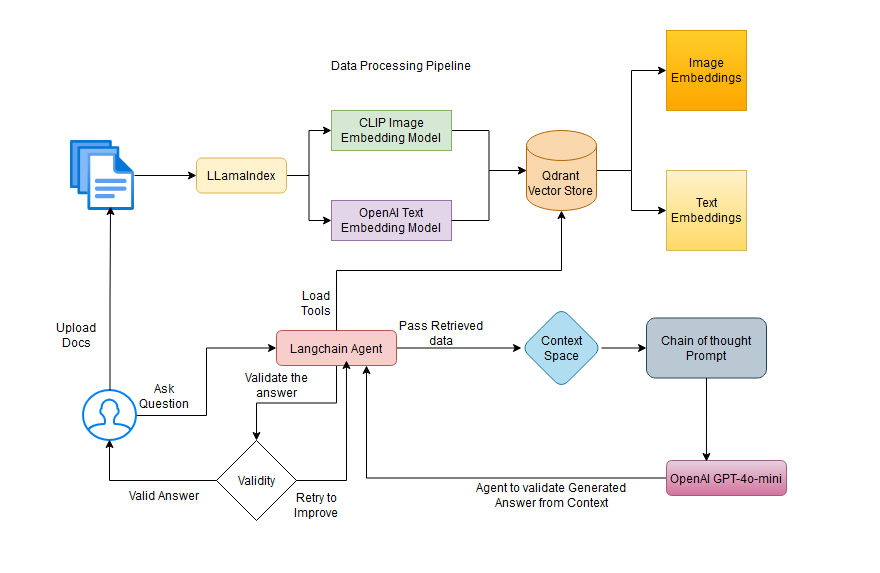 Data Processing Pipeline
Image
Embeddings
CLIP Image
Embedding Model
LLamaIndex
Qdrant
Vector Store
OpenAI Text
Embedding Model
Text
Embeddings
Load
Tools
Upload
Docs
Langchain Agent
Pass Retrieved
data
Context
Space
Chain of thought
Prompt
Ask
Question
Validate the
answer
Validity
Valid Answer
Retry to
Improve
Agent to validate Generated
Answer from Context
OpenAI GPT-4o-mini